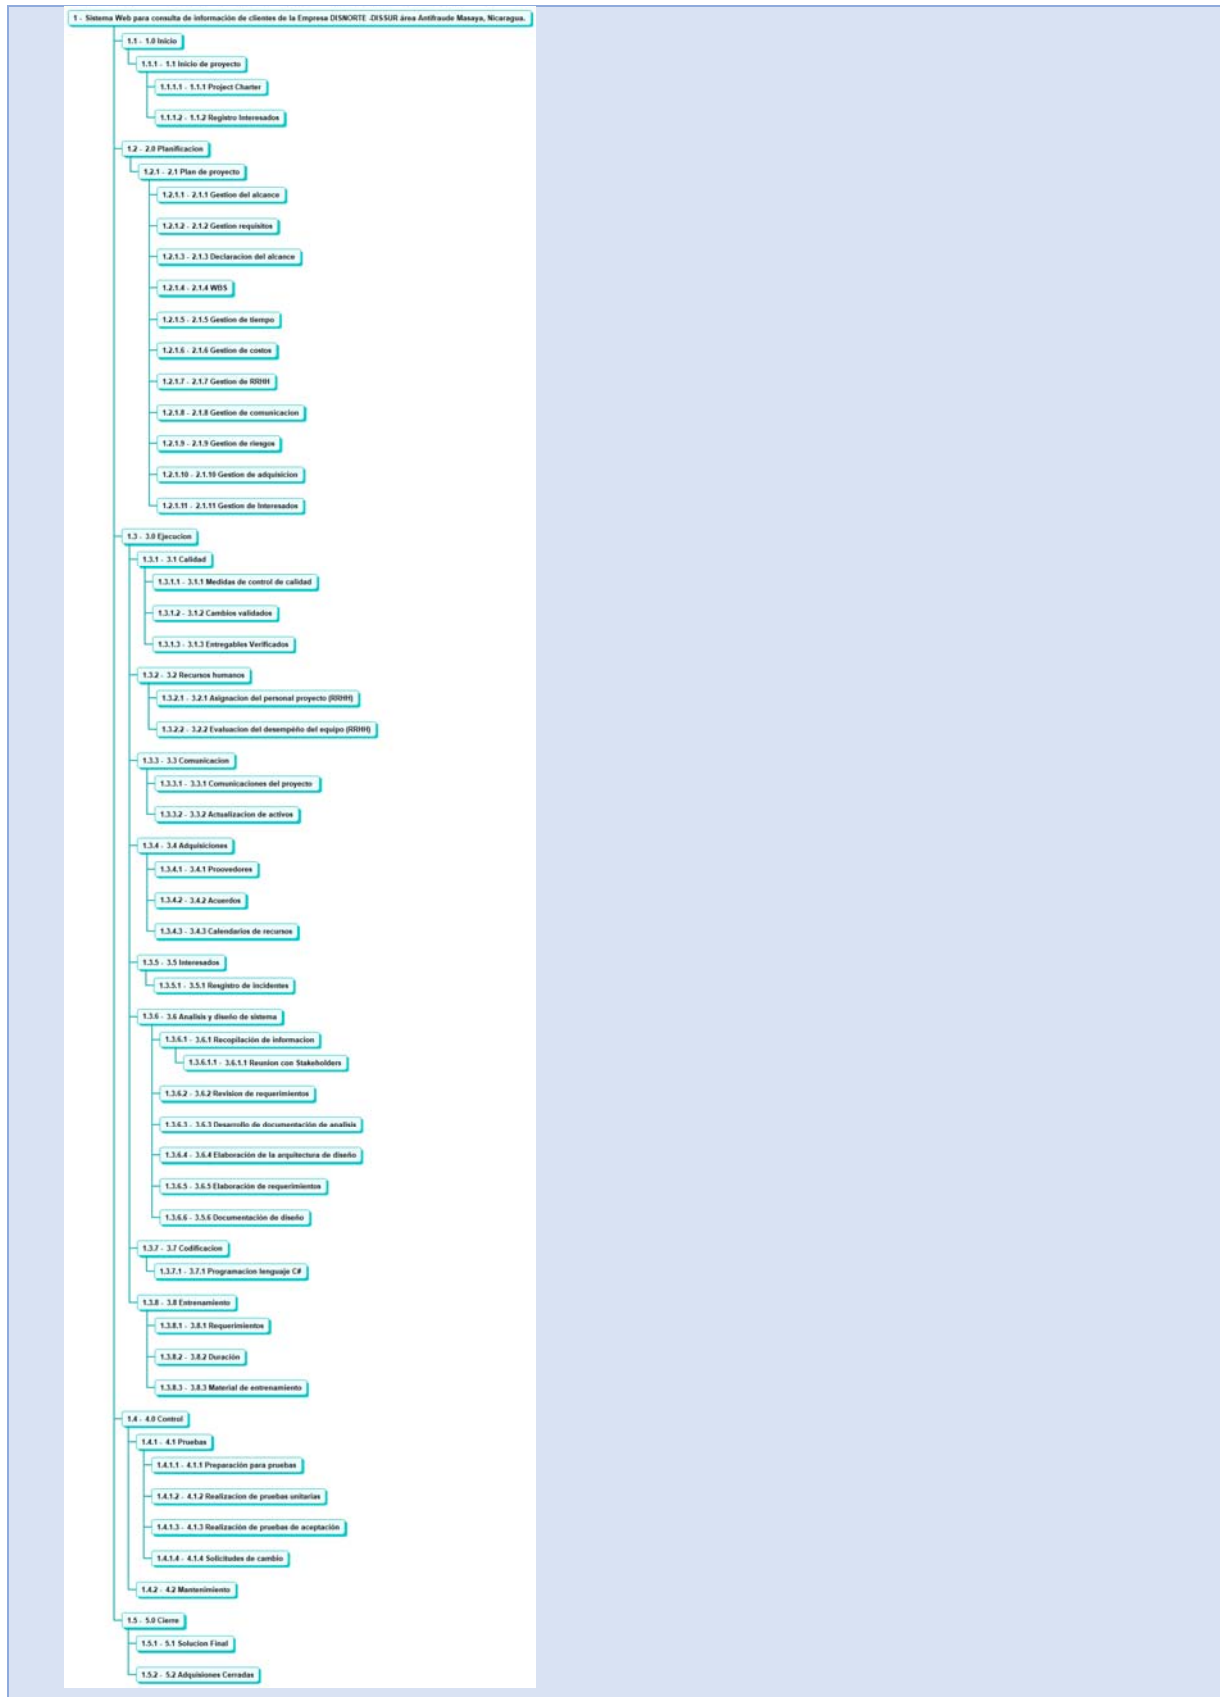 1 - Sistema Web para consulta de información de clientes de la Empresa DISNORTE -DISSUR área Antifraude Masaya, Nicaragua.
1.1 - 1.0 Inicio
1.1.1 - 1.1 Inicio de proyecto
1.1.1.1 - 1.1.1 Project Charter
1.1.1.2 - 1.1.2 Registro Interesados
1.2 - 2.0 Planificacion
1.2.1 - 2.1 Plan de proyecto
1.2.1.1 - 2.1.1 Gestion del alcance
1.2.1.2 - 2.1.2 Gestion requisitos
1.2.1.3 - 2.1.3 Declaracion del alcance
1.2.1.4 - 2.1.4 WBS
1.2.1.5 - 2.1.5 Gestion de tiempo
1.2.1.6 - 2.1.6 Gestion de costos
1.2.1.7 - 2.1.7 Gestion de RRHH
1.2.1.8 - 2.1.8 Gestion de comunicacion
1.2.1.9 - 2.1.9 Gestion de riesgos
1.2.1.10 - 2.1.10 Gestion de adquisicion
1.2.1.11 - 2.1.11 Gestion de Interesados
1.3 - 3.0 Ejecucion
1.3.1 - 3.1 Calidad
1.3.1.1 - 3.1.1 Medidas de control de calidad
1.3.1.2 - 3.1.2 Cambios validados
1.3.1.3 - 3.1.3 Entregables Verificados
1.3.2 - 3.2 Recursos humanos
1.3.2.1 - 3.2.1 Asignacion del personal proyecto (RRHH)
1.3.2.2 - 3.2.2 Evaluacion del desempéño del equipo (RRHH)
1.3.3 - 3.3 Comunicacion
1.3.3.1 - 3.3.1 Comunicaciones del proyecto
1.3.3.2 - 3.3.2 Actualizacion de activos
1.3.4 - 3.4 Adquisiciones
1.3.4.1 - 3.4.1 Proovedores
1.3.4.2 - 3.4.2 Acuerdos
1.3.4.3 - 3.4.3 Calendarios de recursos
1.3.5 - 3.5 Interesados
1.3.5.1 - 3.5.1 Resgistro de incidentes
1.3.6 - 3.6 Analisis y diseño de sistema
1.3.6.1 - 3.6.1 Recopilación de informacion
1.3.6.1.1 - 3.6.1.1 Reunion con Stakeholders
1.3.6.2 - 3.6.2 Revision de requerimientos
1.3.6.3 - 3.6.3 Desarrollo de documentación de analisis
1.3.6.4 - 3.6.4 Elaboración de la arquitectura de diseño
1.3.6.5 - 3.6.5 Elaboración de requerimientos
1.3.6.6 - 3.5.6 Documentación de diseño
1.3.7 - 3.7 Codificacion
1.3.7.1 - 3.7.1 Programacion lenguaje C#
1.3.8 - 3.8 Entrenamiento
1.3.8.1 - 3.8.1 Requerimientos
1.3.8.2 - 3.8.2 Duración
1.3.8.3 - 3.8.3 Material de entrenamiento
1.4 - 4.0 Control
1.4.1 - 4.1 Pruebas
1.4.1.1 - 4.1.1 Preparación para pruebas
1.4.1.2 - 4.1.2 Realizacion de pruebas unitarias
1.4.1.3 - 4.1.3 Realización de pruebas de aceptación
1.4.1.4 - 4.1.4 Solicitudes de cambio
1.4.2 - 4.2 Mantenimiento
1.5 - 5.0 Cierre
1.5.1 - 5.1 Solucion Final
1.5.2 - 5.2 Adquisiones Cerradas